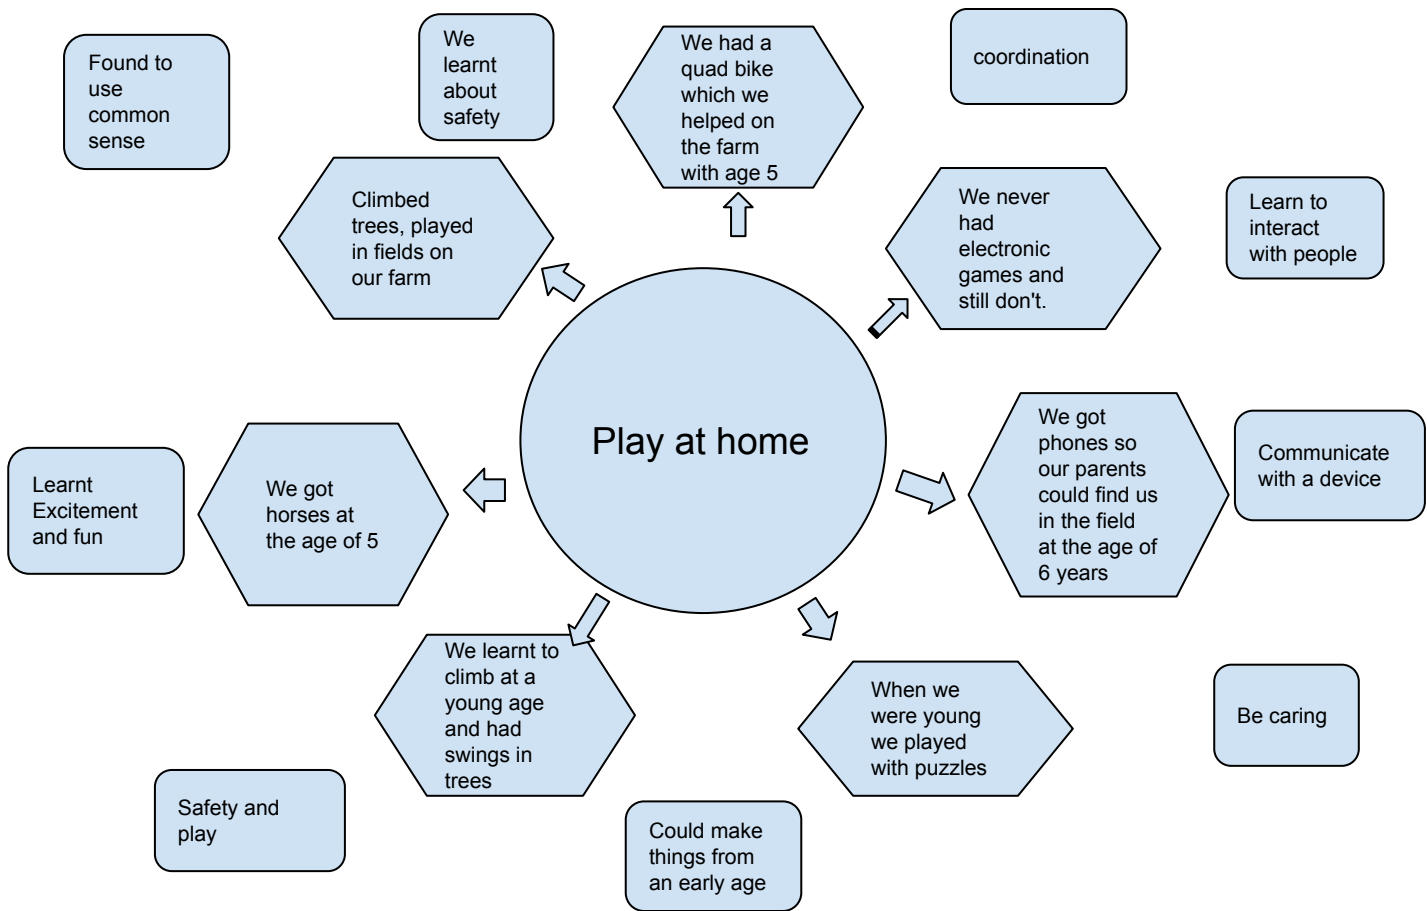 Found to
use
common
sense
We
learnt
about
safety
We had a
quad bike
which we
helped on
the farm
with age 5
coordination
Climbed
trees, played
in fields on
our farm
We never
had
electronic
games and
still don't.
Learn to
interact
with people
Play at home
We got
phones so
our parents
could find us
in the field
at the age of
6 years
Communicate
with a device
Learnt
Excitement
and fun
We got
horses at
the age of 5
We learnt to
climb at a
young age
and had
swings in
trees
When we
were young
we played
with puzzles
Be caring
Safety and
play
Could make
things from
an early age